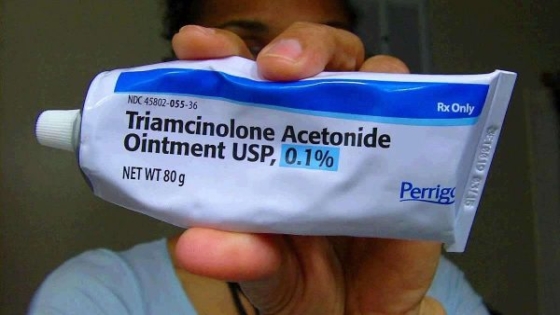 NDC 45802-055-36
Rx Only
Triamcinolone Acetonide
Ointment USP, 0.1%
NET WT 80 g
Perrigo